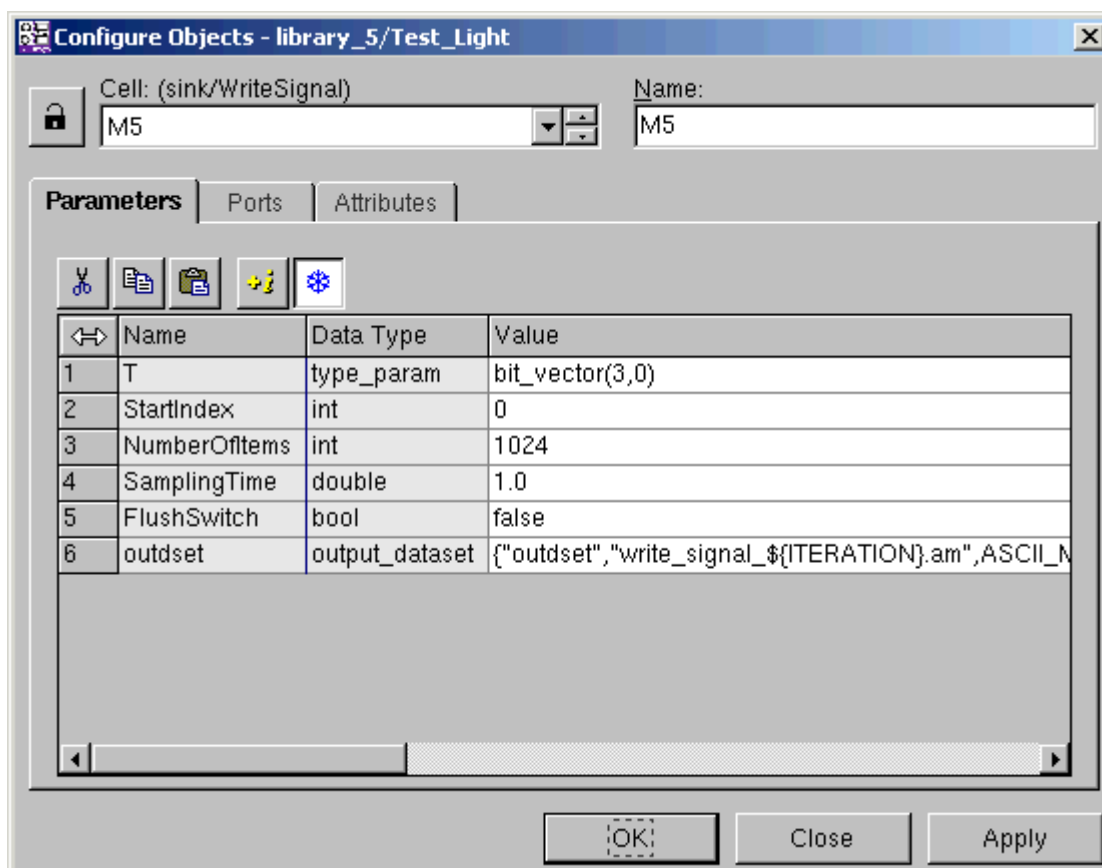 Configure Objects - library_5/Test_Light
Cell: (sink/WriteSignal)
Name:
M5
M5
Parameters
Ports
Attributes
Name Data Type Value
1 T type_param bit_vector(3,0)
2 StartIndex int 0
3 NumberOfItems int 1024
4 SamplingTime double 1.0
5 FlushSwitch bool false
6 outdset output_dataset {"outdset","write_signal_${ITERATION}.am",ASCII_M
OK
Close
Apply